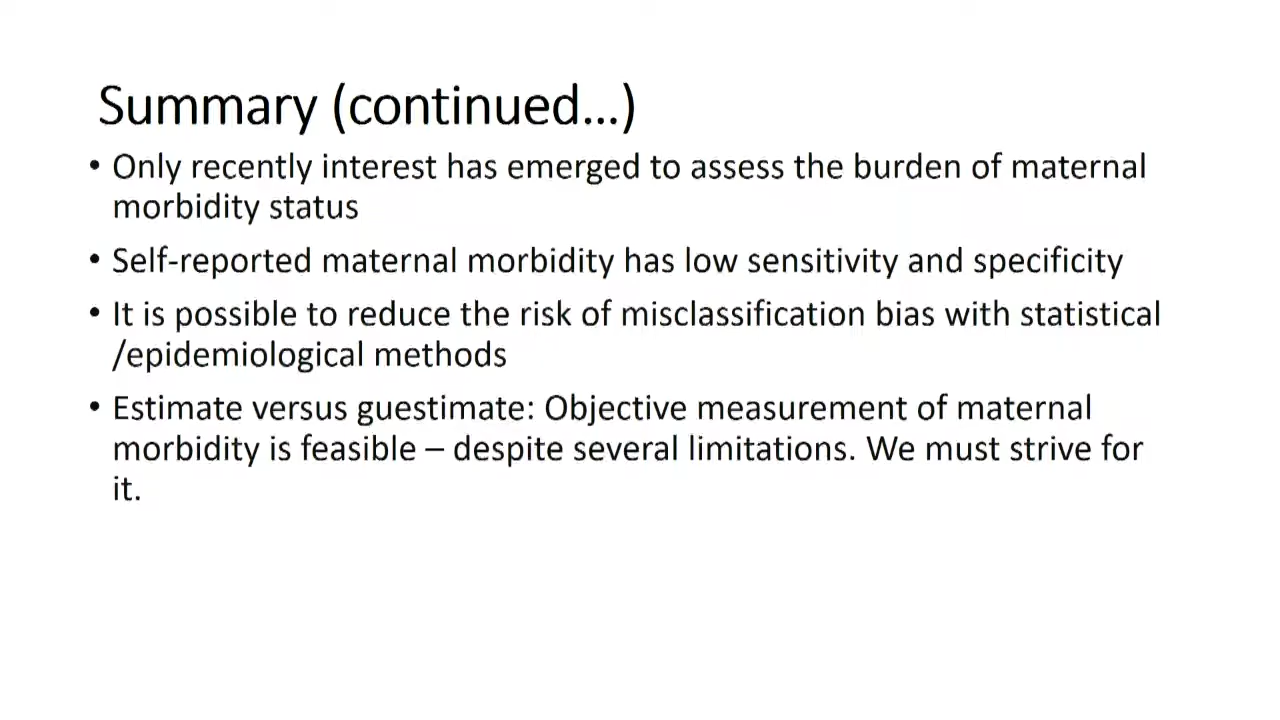 Summary (continued...)
• Only recently interest has emerged to assess the burden of maternal
morbidity status
• Self-reported maternal morbidity has low sensitivity and specificity
• It is possible to reduce the risk of misclassification bias with statistical
/epidemiological methods
• Estimate versus guestimate: Objective measurement of maternal
morbidity is feasible – despite several limitations. We must strive for
it.